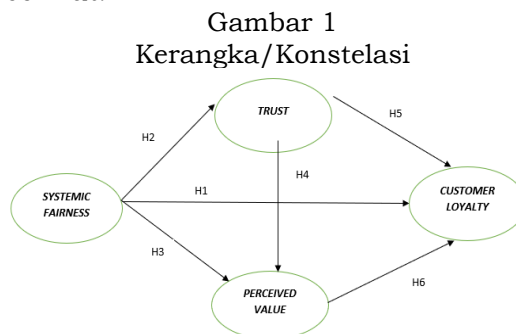 Gambar 1
Kerangka/Konstelasi
TRUST
H2
H5
H1
H4
SYSTEMIC
FAIRNESS
CUSTOMER
LOYALTY
H3
H6
PERCEIVED
VALUE